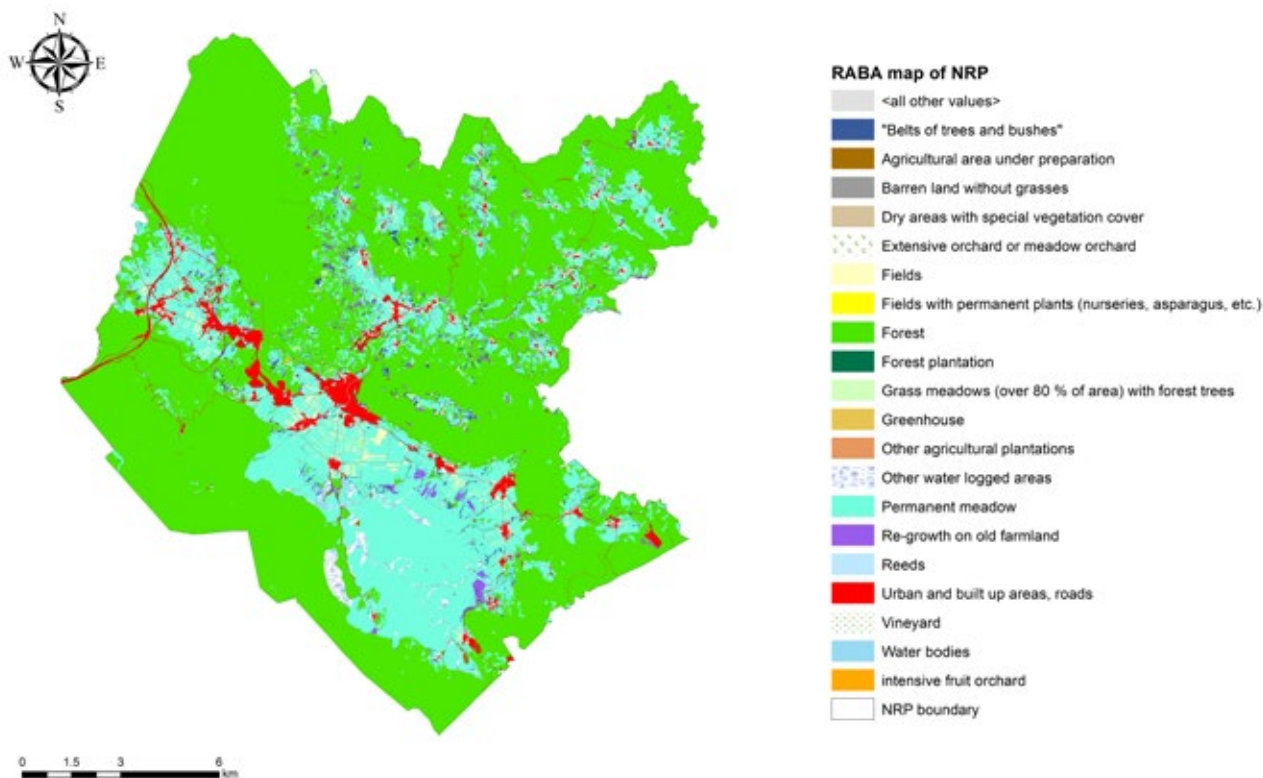 N
W E
S
RABA map of NRP
<all other values>
"Belts of trees and bushes"
Agricultural area under preparation
Barren land without grasses
Dry areas with special vegetation cover
Extensive orchard or meadow orchard
Fields
Fields with permanent plants (nurseries, asparagus, etc.)
Forest
Forest plantation
Grass meadows (over 80 % of area) with forest trees
Greenhouse
Other agricultural plantations
Other water logged areas
Permanent meadow
Re-growth on old farmland
Reeds
Urban and built up areas, roads
Vineyard
Water bodies
intensive fruit orchard
NRP boundary
0 1.5 3 6
km